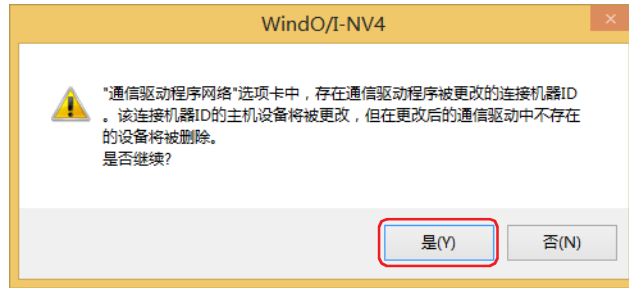 WindO/I-NV4
"通信驱动程序网络"选项卡中，存在通信驱动程序被更改的连接机器ID
。该连接机器ID的主机设备将被更改，但在更改后的通信驱动中不存在
的设备将被删除。
是否继续?
是(Y)
否(N)